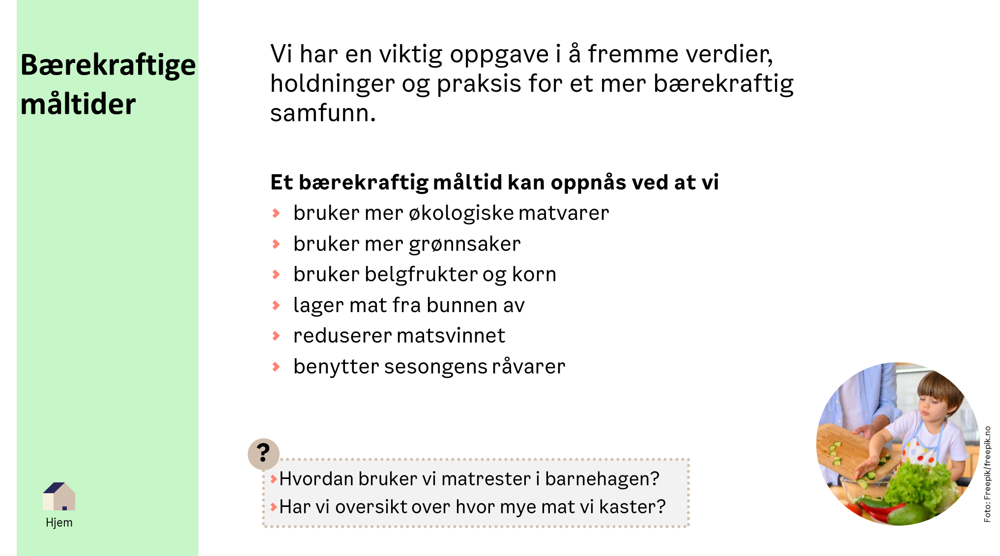 Bærekraftige
måltider
Vi har en viktig oppgave i å fremme verdier,
holdninger og praksis for et mer bærekraftig
samfunn.
Et bærekraftig måltid kan oppnås ved at vi
bruker mer økologiske matvarer
bruker mer grønnsaker
bruker belgfrukter og korn
lager mat fra bunnen av
reduserer matsvinnet
benytter sesongens råvarer
?
Hvordan bruker vi matrester i barnehagen?
Har vi oversikt over hvor mye mat vi kaster?
Hjem
Foto: Freepik/freepik.no